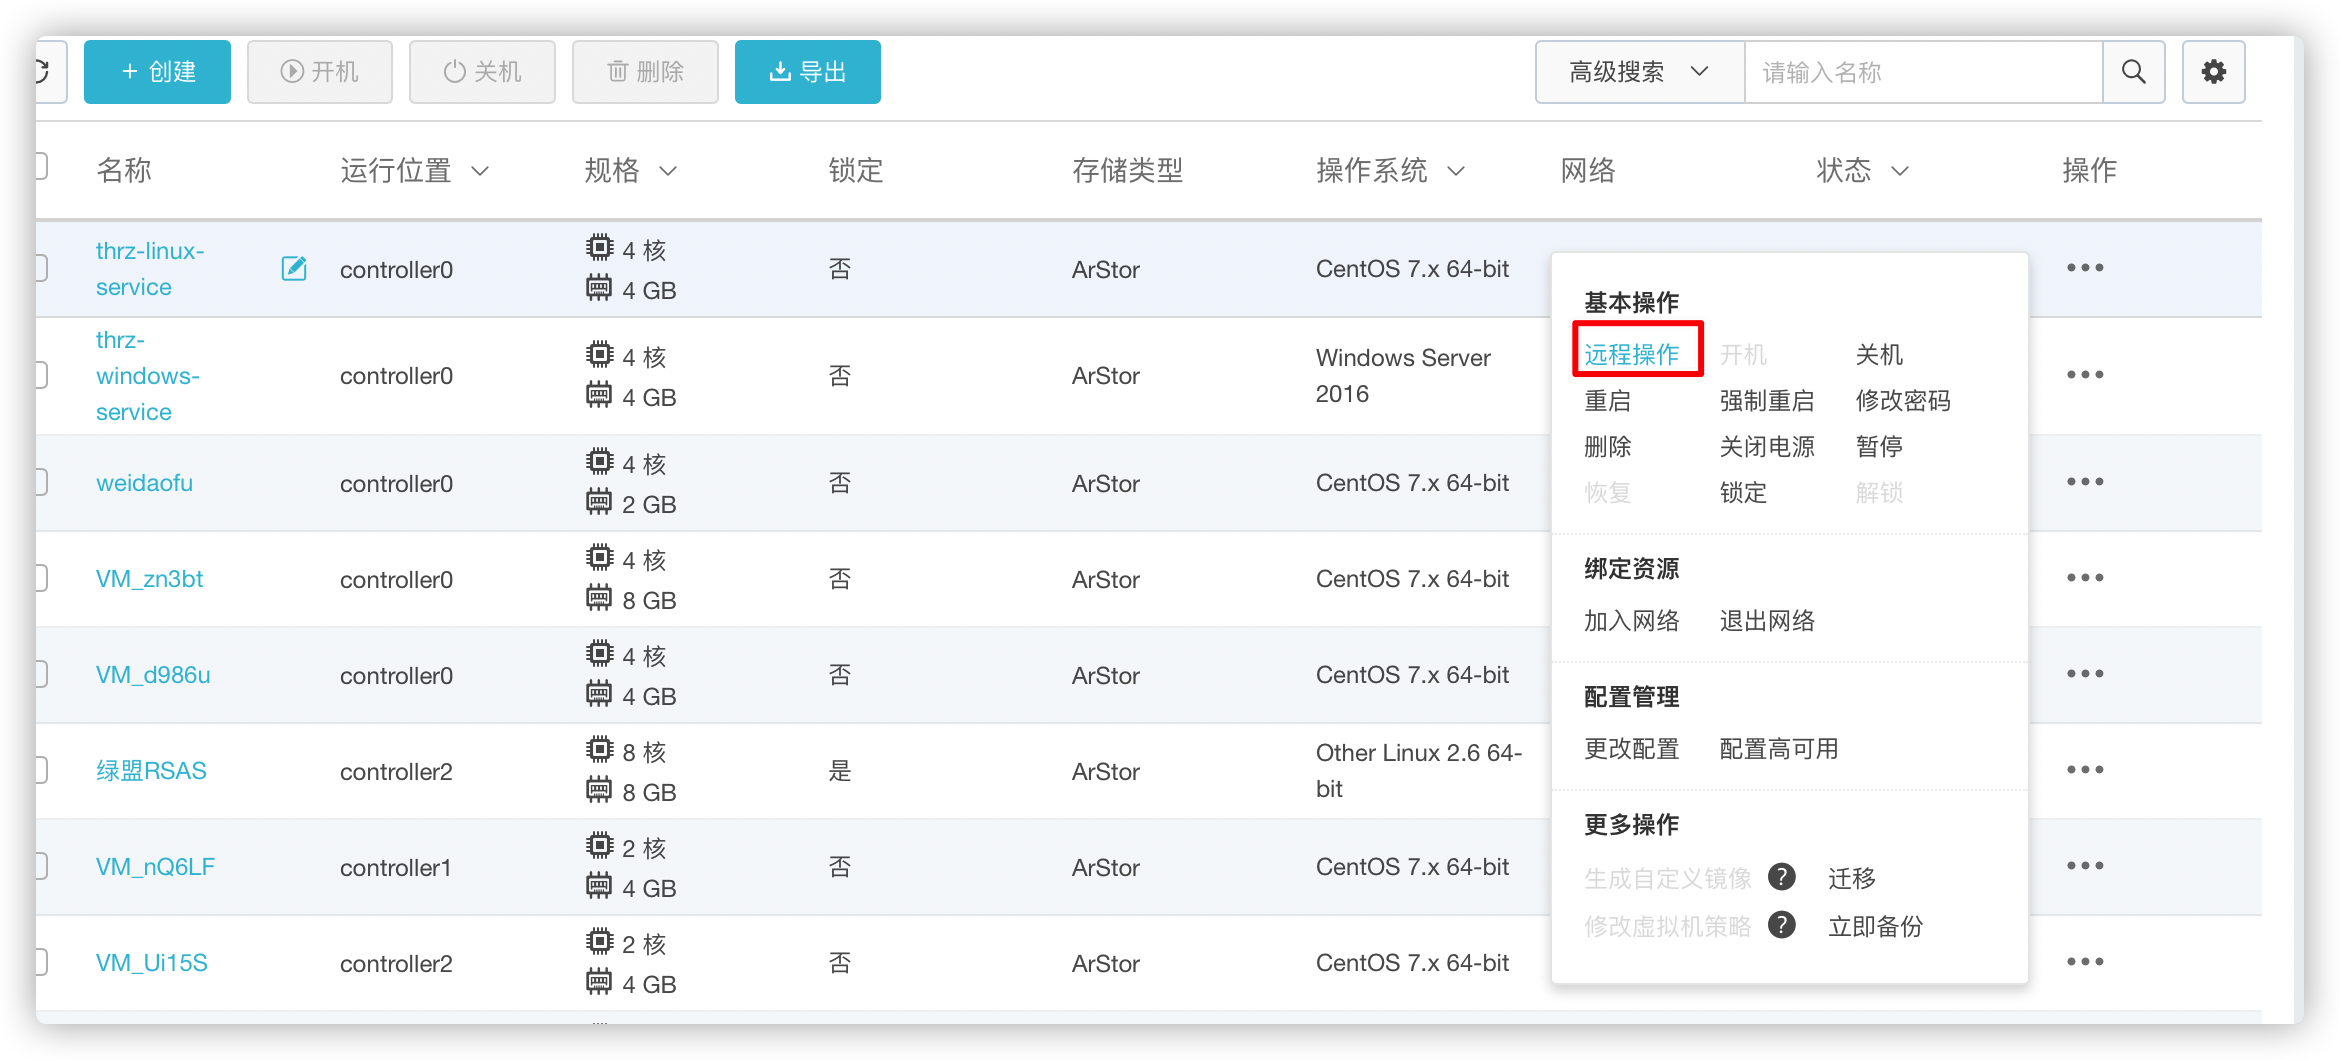 创建
开机
关机
删除
导出
高级搜索
请输入名称
名称
运行位置
规格
锁定
存储类型
操作系统
网络
状态
操作
thrz-linux-
service
controller0
4 核
4 GB
否
ArStor
CentOS 7.x 64-bit
thrz-
windows-
service
controller0
4 核
4 GB
否
ArStor
Windows Server
2016
weidaofu
controller0
4 核
2 GB
否
ArStor
CentOS 7.x 64-bit
VM_zn3bt
controller0
4 核
8 GB
否
ArStor
CentOS 7.x 64-bit
VM_d986u
controller0
4 核
4 GB
否
ArStor
CentOS 7.x 64-bit
绿盟RSAS
controller2
8 核
8 GB
是
ArStor
Other Linux 2.6 64-
bit
VM_nQ6LF
controller1
2 核
4 GB
否
ArStor
CentOS 7.x 64-bit
VM_Ui15S
controller2
2 核
4 GB
否
ArStor
CentOS 7.x 64-bit
基本操作
远程操作 开机 关机
重启 强制重启 修改密码
删除 关闭电源 暂停
恢复 锁定 解锁
绑定资源
加入网络 退出网络
配置管理
更改配置 配置高可用
更多操作
生成自定义镜像 ? 迁移
修改虚拟机策略 ? 立即备份